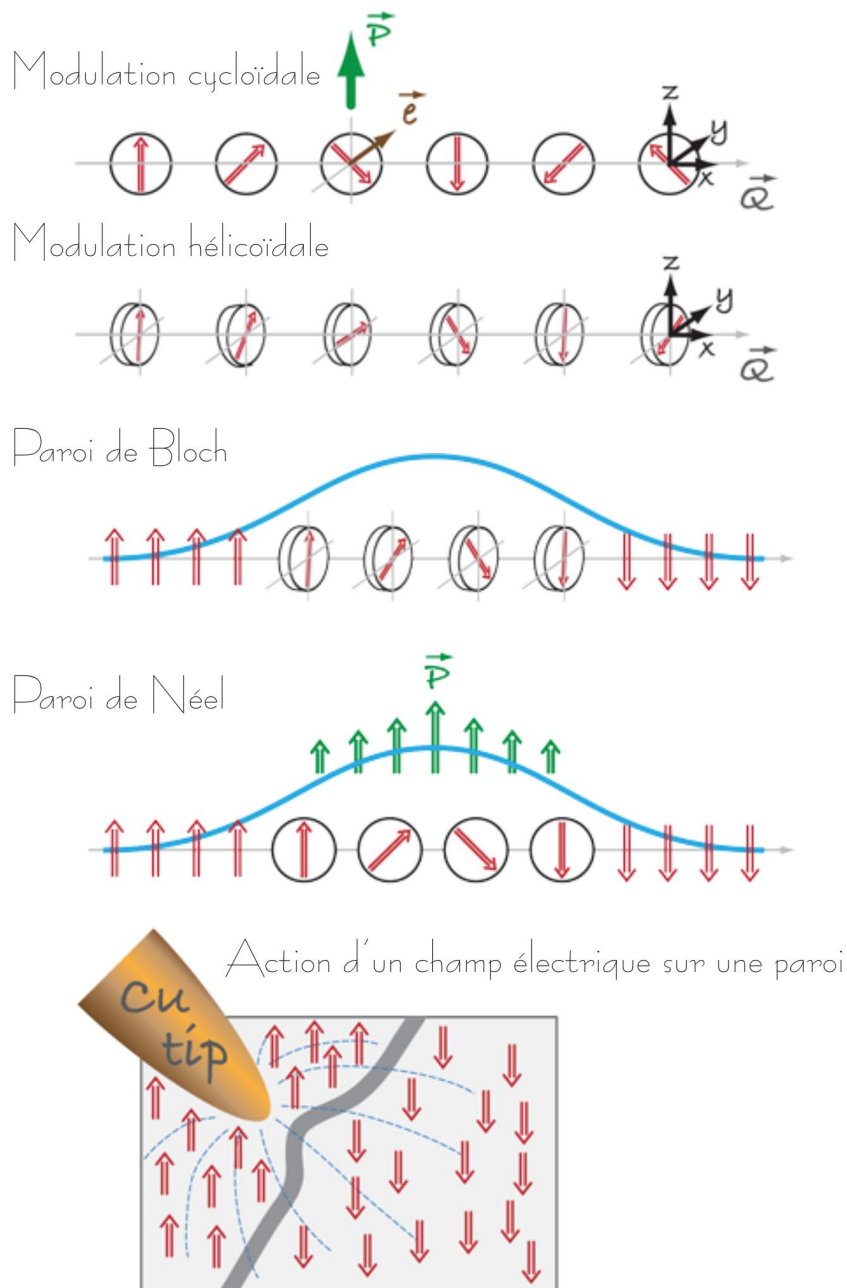 P
Modulation cycloïdale
e
z
y
x
Q
Modulation hélicoïdale
z
y
x
Q
Paroi de Bloch
P
Paroi de Néel
Action d'un champ électrique sur une paroi
cu
tip